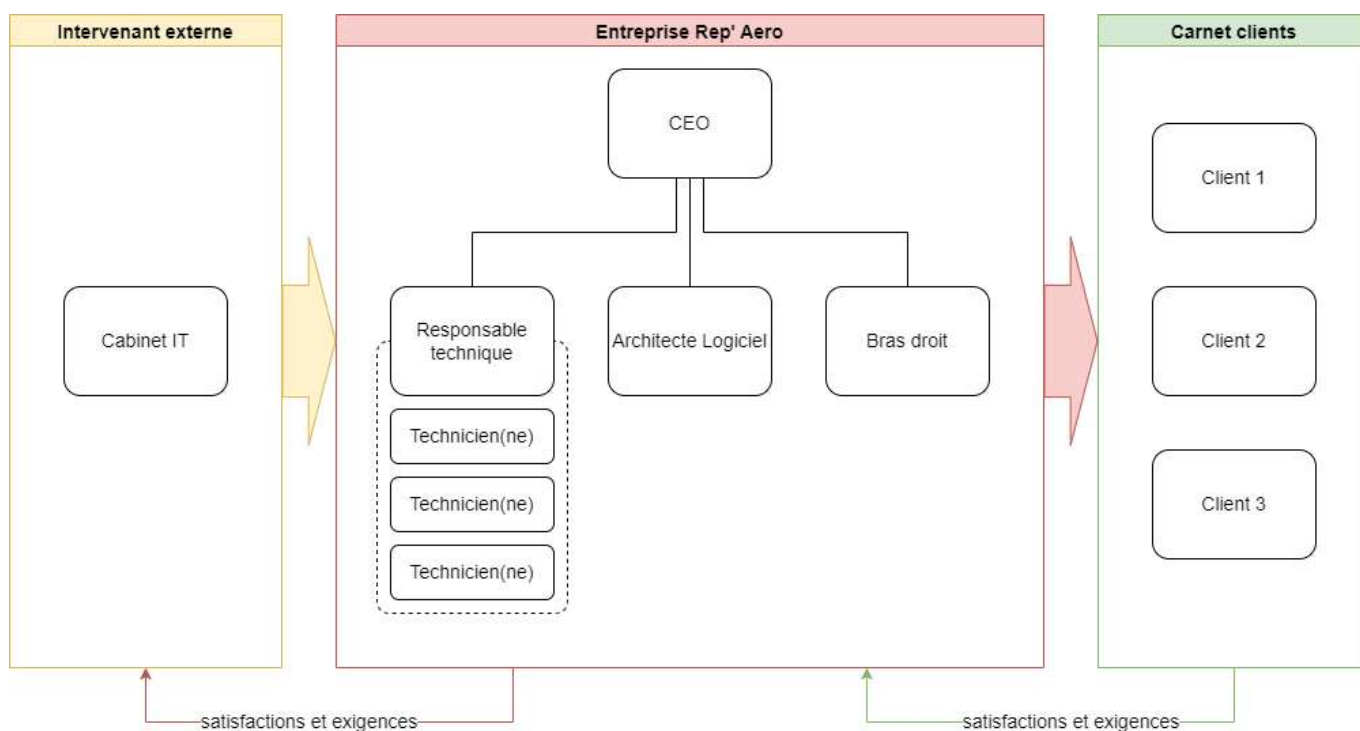 Intervenant externe
Entreprise Rep' Aero
Carnet clients
CEO
Client 1
Cabinet IT
Responsable
technique
Architecte Logiciel
Bras droit
Client 2
Technicien(ne)
Technicien(ne)
Client 3
Technicien(ne)
satisfactions et exigences
satisfactions et exigences